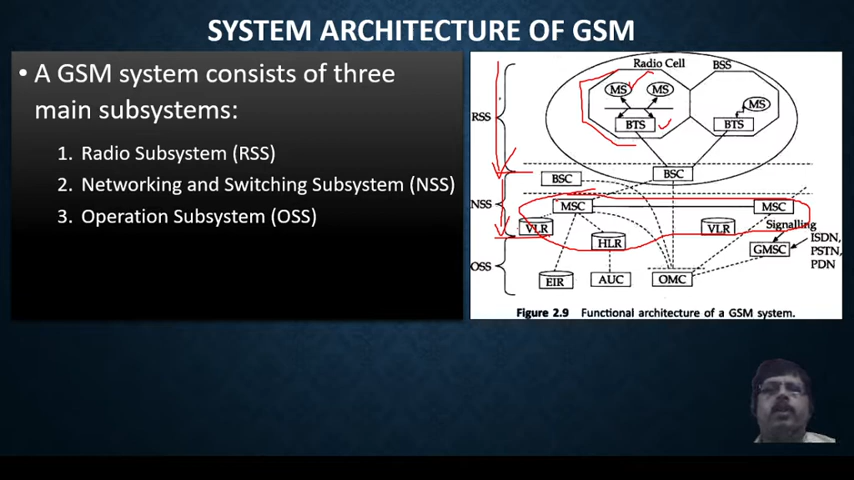 SYSTEM ARCHITECTURE OF GSM
• A GSM system consists of three
main subsystems:
1. Radio Subsystem (RSS)
2. Networking and Switching Subsystem (NSS)
3. Operation Subsystem (OSS)
Radio Cell
BSS
MS
MS
MS
RSS
BTS
BTS
BSC
BSC
NSS
MSC
MSC
VLR
VLR
Signalling
HLR
ISDN,
GMSC
PSTN,
OSS
PDN
EIR
AUC
OMC
Figure 2.9 Functional architecture of a GSM system.